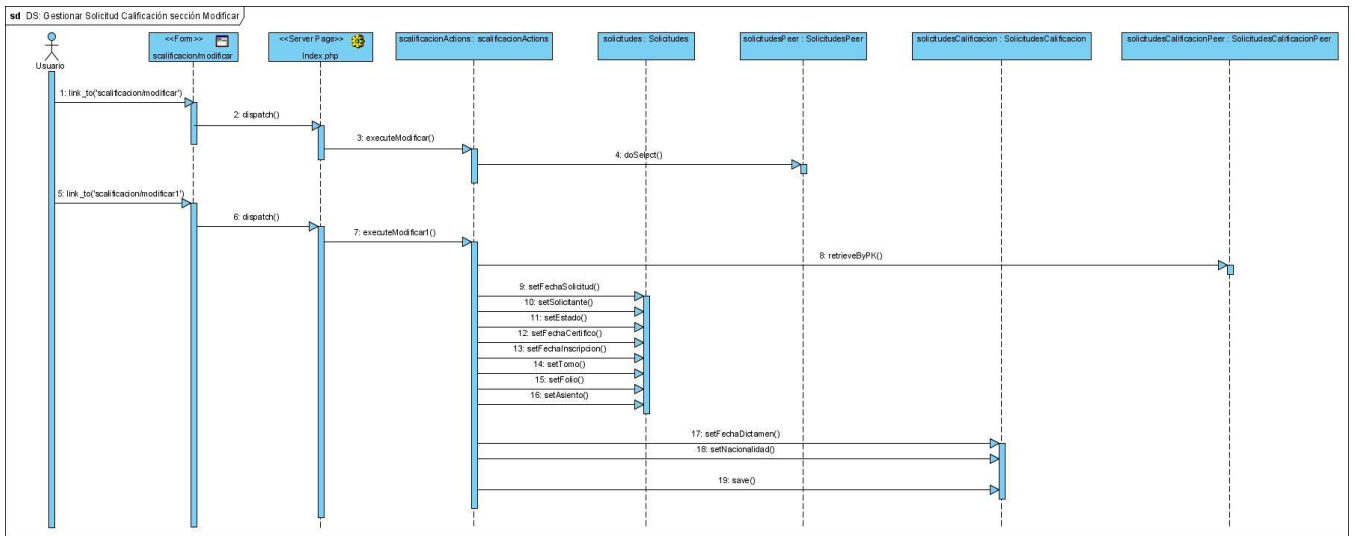 sd DS: Gestionar Solicitud Calificación sección Modificar
Usuario
<<Form>>
scalificacion/modificar
<<Server Page>>
Index.php
scalificacionActions : scalificacionActions
solicitudes : Solicitudes
solicitudesPeer : SolicitudesPeer
solicitudesCalificacion : SolicitudesCalificacion
solicitudesCalificacionPeer : SolicitudesCalificacionPeer
1: link_to('scalificacion/modificar')
2: dispatch()
3: executeModificar()
4: doSelect()
5: link_to('scalificacion/modificar1')
6: dispatch()
7: executeModificar1()
8: retrieveByPK()
9: setFechaSolicitud()
10: setSolicitante()
11: setEstado()
12: setFechaCertifico()
13: setFechaInscripcion()
14: setTomo()
15: setFolio()
16: setAsiento()
17: setFechaDictamen()
18: setNacionalidad()
19: save()